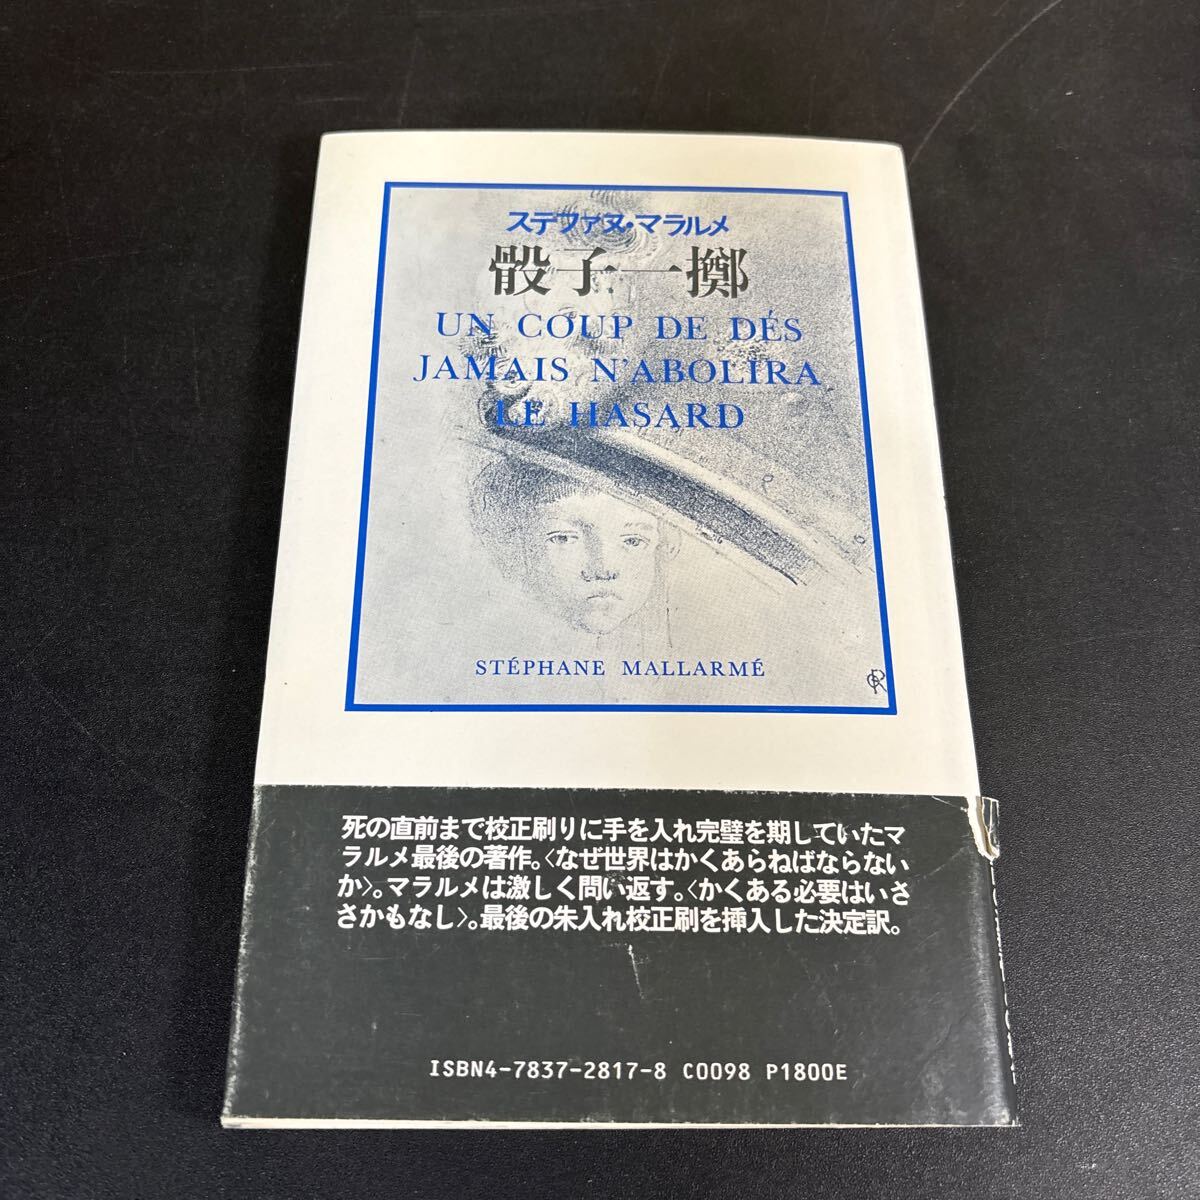 ステファヌ・マラルメ
骰子一擲
UN COUP DE DÉS
JAMAIS N'ABOLIRA
LE HASARD
STÉPHANE MALLARMÉ
死の直前まで校正刷りに手を入れ完璧を期していたマ
ラルメ最後の著作。〈なぜ世界はかくあらねばならない
か〉。マラルメは激しく問い返す。〈かくある必要はいさ
さかもなし〉。最後の朱入れ校正刷を挿入した決定訳。
ISBN4-7837-2817-8 C0098 P1800E